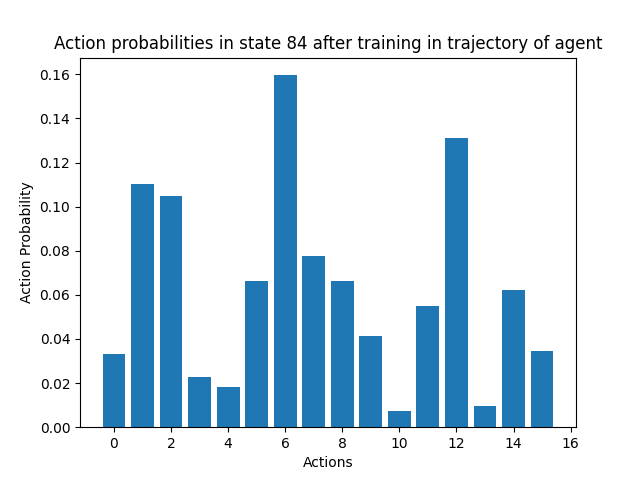 Action probabilities in state 84 after training in trajectory of agent
0.16
0.14
0.12
0.10
0.08
0.06
0.04
0.02
0.00
Action Probability
0 2 4 6 8 10 12 14 16
Actions